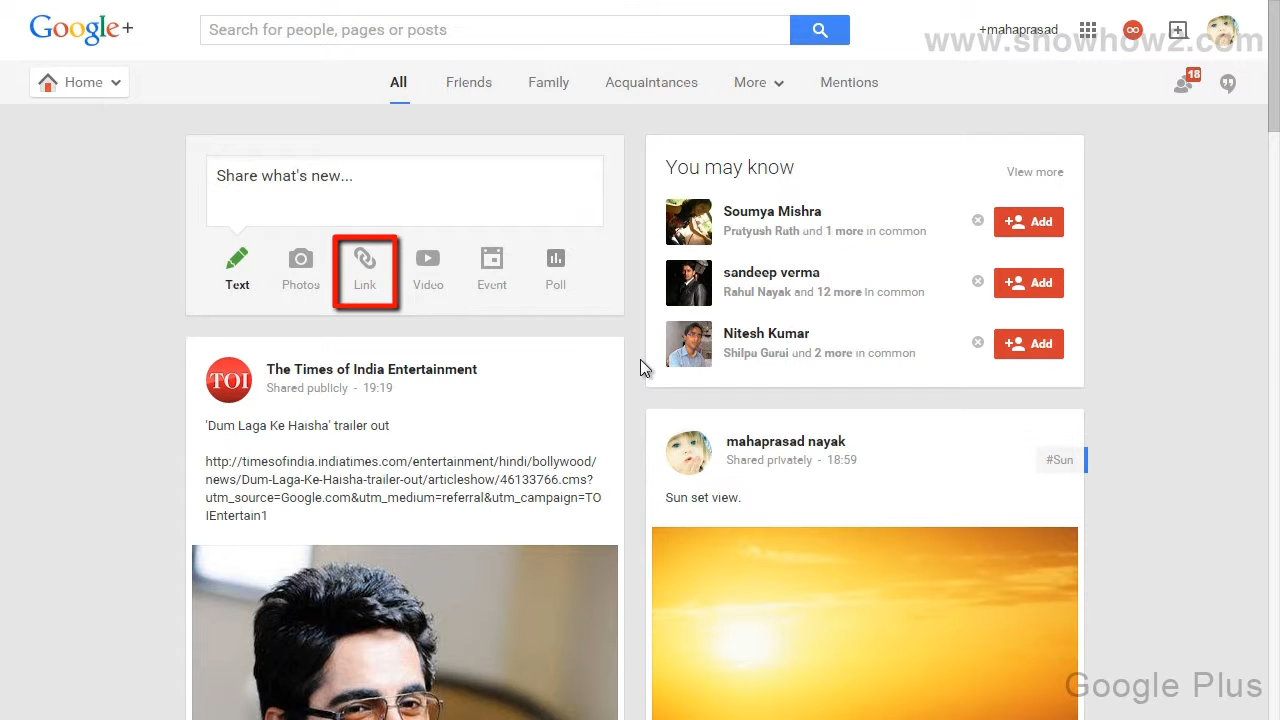 Google+
Search for people, pages or posts
+mahaprasad
www.snowhow2.com
Home
All Friends Family Acquaintances More Mentions
18
Share what's new...
Text Photos Link Video Event Poll
You may know
View more
Soumya Mishra
Pratyush Rath and 1 more in common
Add
sandeep verma
Rahul Nayak and 12 more in common
Add
Nitesh Kumar
Shilpa Garai and 2 more in common
Add
TOI
The Times of India Entertainment
Shared publicly - 19:19
'Dum Laga Ke Haisha' trailer out
http://timesofindia.indiatimes.com/entertainment/hindi/bollywood/
news/Dum-Laga-Ke-Haisha-trailer-out/articleshow/46133766.cms?
utm_source=Google.com&utm_medium=referral&utm_campaign=TO
IEntertain1
mahaprasad nayak
Shared privately - 18:59
#Sun
Sun set view.
Google Plus